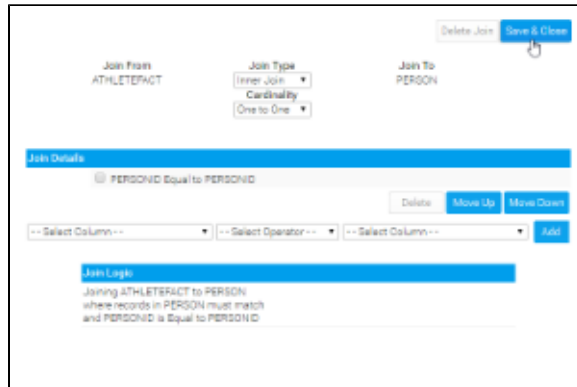 Delete Join Save & Close
Join From Join Type Join To
ATHLETEFACT Inner Join PERSON
Cardinality
One to One
Join Details
PERSONID Equal to PERSONID
Delete Move Up Move Down
--Select Column-- --Select Operator-- --Select Column-- Add
Join Logic
Joining ATHLETEFACT to PERSON
where records in PERSON must match
and PERSONID is Equal to PERSONID